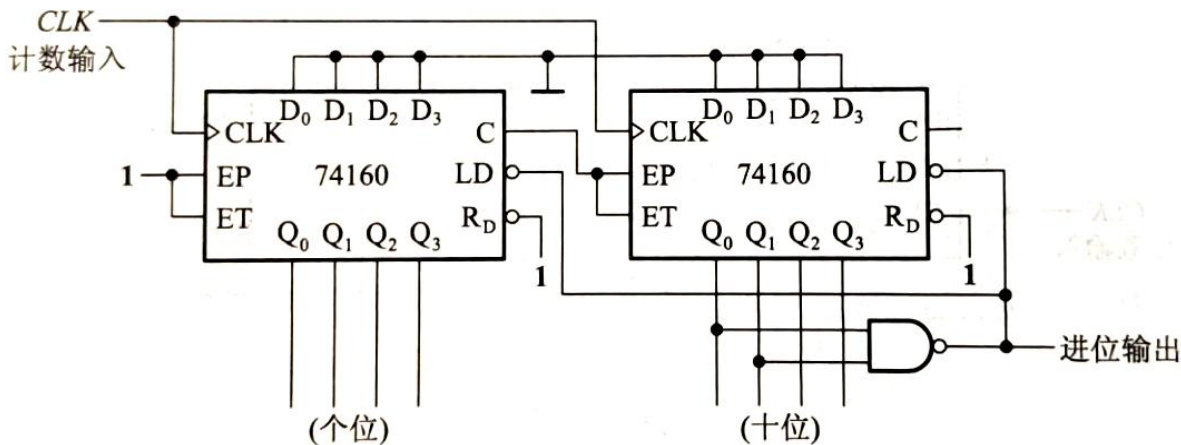 CLK
计数输入
D₀ D₁ D₂ D₃
CLK
C
1
EP
74160
LD
ET
R_D
Q₀ Q₁ Q₂ Q₃
1
(个位)
D₀ D₁ D₂ D₃
CLK
C
EP
74160
LD
ET
R_D
Q₀ Q₁ Q₂ Q₃
1
进位输出
(十位)